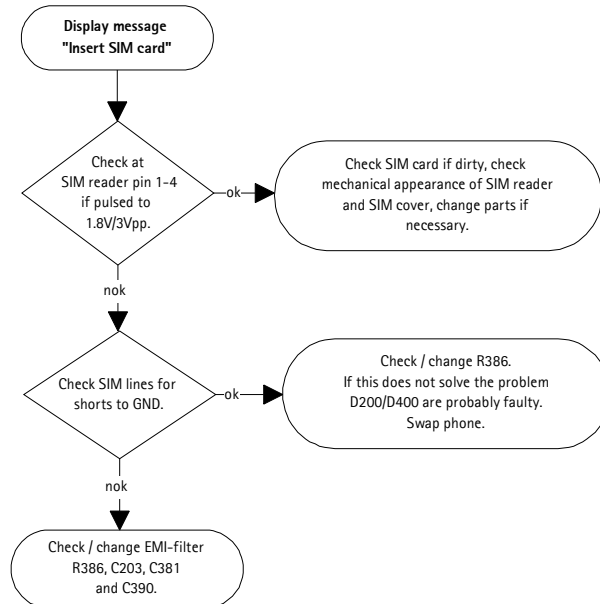 Display message
"Insert SIM card"
Check at
SIM reader pin 1-4
if pulsed to
1.8V/3Vpp.
ok
Check SIM card if dirty, check
mechanical appearance of SIM reader
and SIM cover, change parts if
necessary.
nok
Check SIM lines for
shorts to GND.
ok
Check / change R386.
If this does not solve the problem
D200/D400 are probably faulty.
Swap phone.
nok
Check / change EMI-filter
R386, C203, C381
and C390.